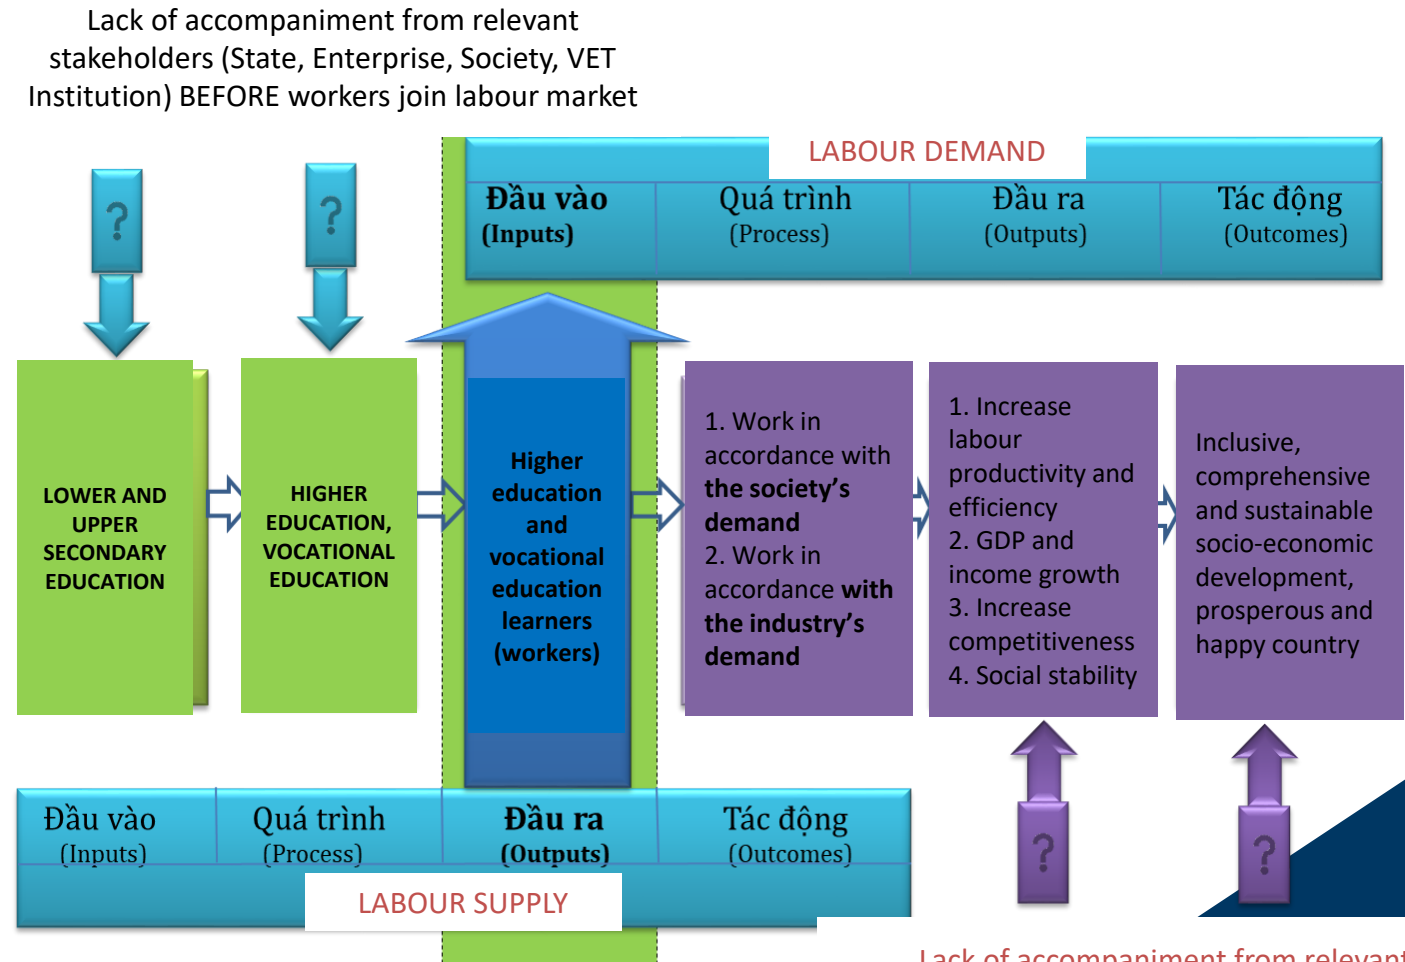 Lack of accompaniment from relevant
stakeholders (State, Enterprise, Society, VET
Institution) BEFORE workers join labour market
LABOUR DEMAND
Đầu vào
(Inputs)
Quá trình
(Process)
Đầu ra
(Outputs)
Tác động
(Outcomes)
?
?
LOWER AND
UPPER
SECONDARY
EDUCATION
HIGHER
EDUCATION,
VOCATIONAL
EDUCATION
Higher
education
and
vocational
education
learners
(workers)
1. Work in
accordance with
the society's
demand
2. Work in
accordance with
the industry's
demand
1. Increase
labour
productivity and
efficiency
2. GDP and
income growth
3. Increase
competitiveness
4. Social stability
Inclusive,
comprehensive
and sustainable
socio-economic
development,
prosperous and
happy country
?
?
Đầu vào
(Inputs)
Quá trình
(Process)
Đầu ra
(Outputs)
Tác động
(Outcomes)
LABOUR SUPPLY
Lack of accompaniment from relevant